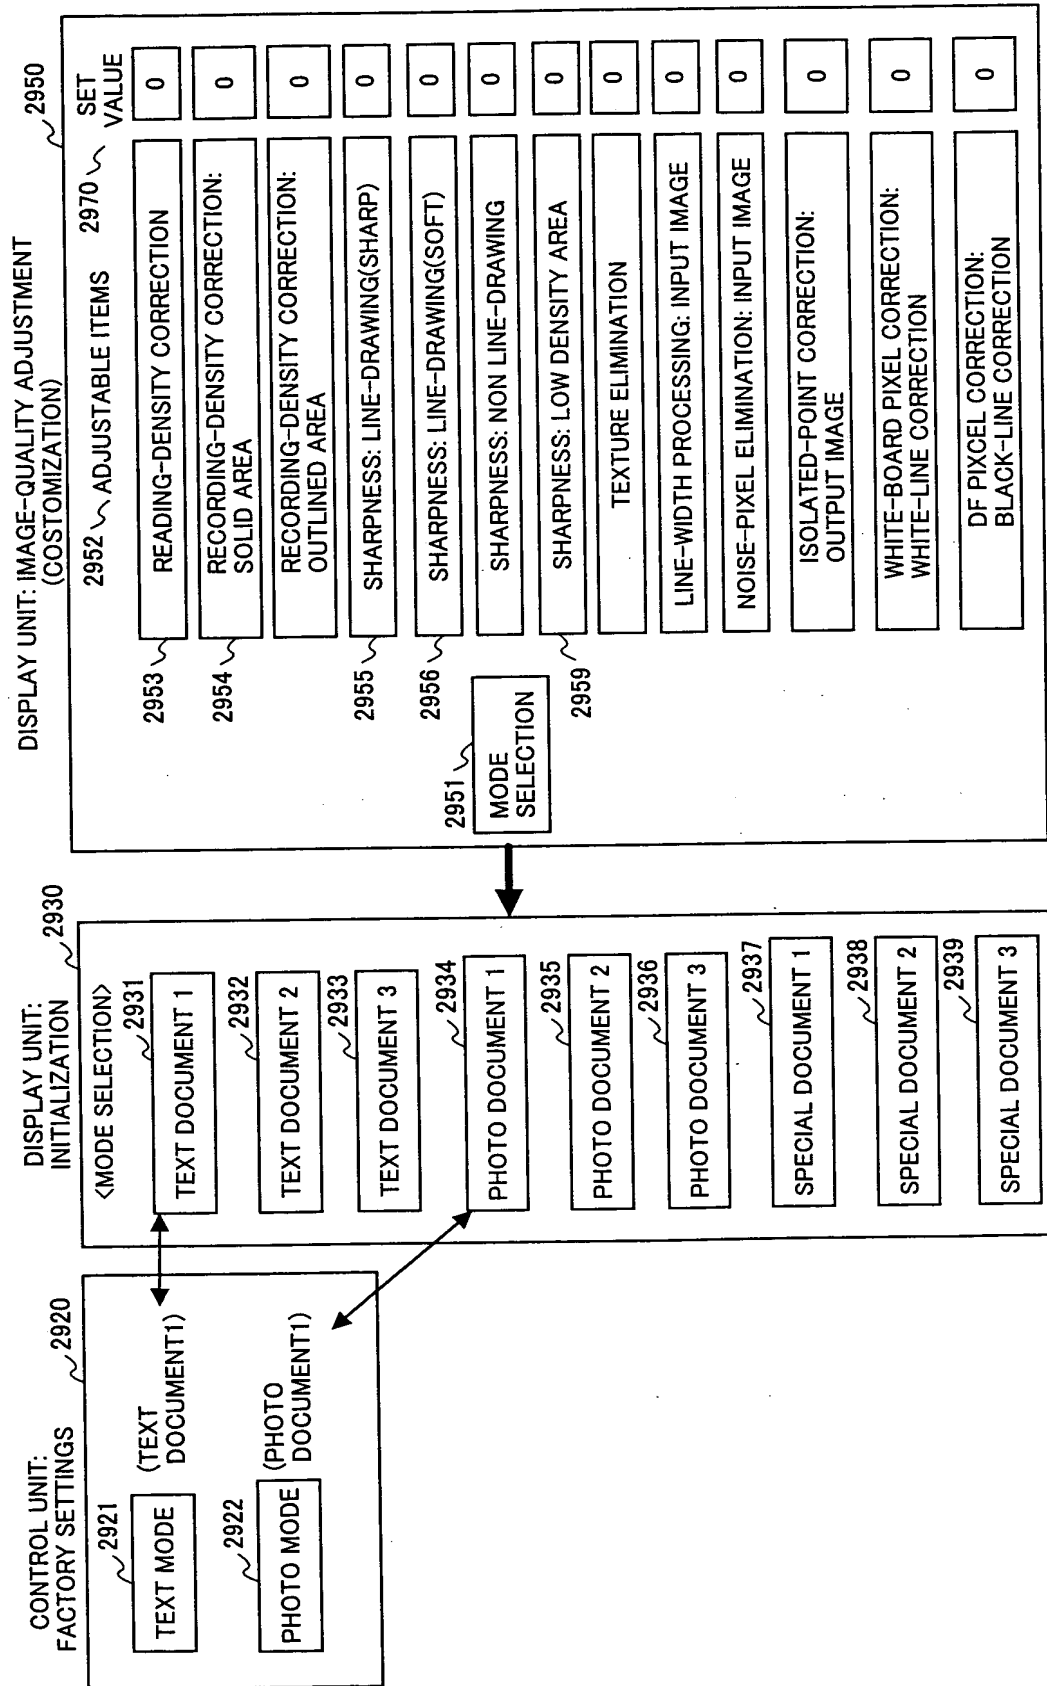 CONTROL UNIT:
FACTORY SETTINGS
2920
2921
TEXT MODE
(TEXT
DOCUMENT1)
2922
PHOTO MODE
(PHOTO
DOCUMENT1)
DISPLAY UNIT:
INITIALIZATION
2930
<MODE SELECTION>
2931
TEXT DOCUMENT 1
2932
TEXT DOCUMENT 2
2933
TEXT DOCUMENT 3
2934
PHOTO DOCUMENT 1
2935
PHOTO DOCUMENT 2
2936
PHOTO DOCUMENT 3
2937
SPECIAL DOCUMENT 1
2938
SPECIAL DOCUMENT 2
2939
SPECIAL DOCUMENT 3
DISPLAY UNIT: IMAGE-QUALITY ADJUSTMENT
(COSTOMIZATION)
2950
2951
MODE
SELECTION
2952
ADJUSTABLE ITEMS
2970
SET
VALUE
2953
READING-DENSITY CORRECTION
0
2954
RECORDING-DENSITY CORRECTION:
SOLID AREA
0
RECORDING-DENSITY CORRECTION:
OUTLINED AREA
0
2955
SHARPNESS: LINE-DRAWING(SHARP)
0
2956
SHARPNESS: LINE-DRAWING(SOFT)
0
SHARPNESS: NON LINE-DRAWING
0
2959
SHARPNESS: LOW DENSITY AREA
0
TEXTURE ELIMINATION
0
LINE-WIDTH PROCESSING: INPUT IMAGE
0
NOISE-PIXEL ELIMINATION: INPUT IMAGE
0
ISOLATED-POINT CORRECTION:
OUTPUT IMAGE
0
WHITE-BOARD PIXEL CORRECTION:
WHITE-LINE CORRECTION
0
DF PIXCEL CORRECTION:
BLACK-LINE CORRECTION
0